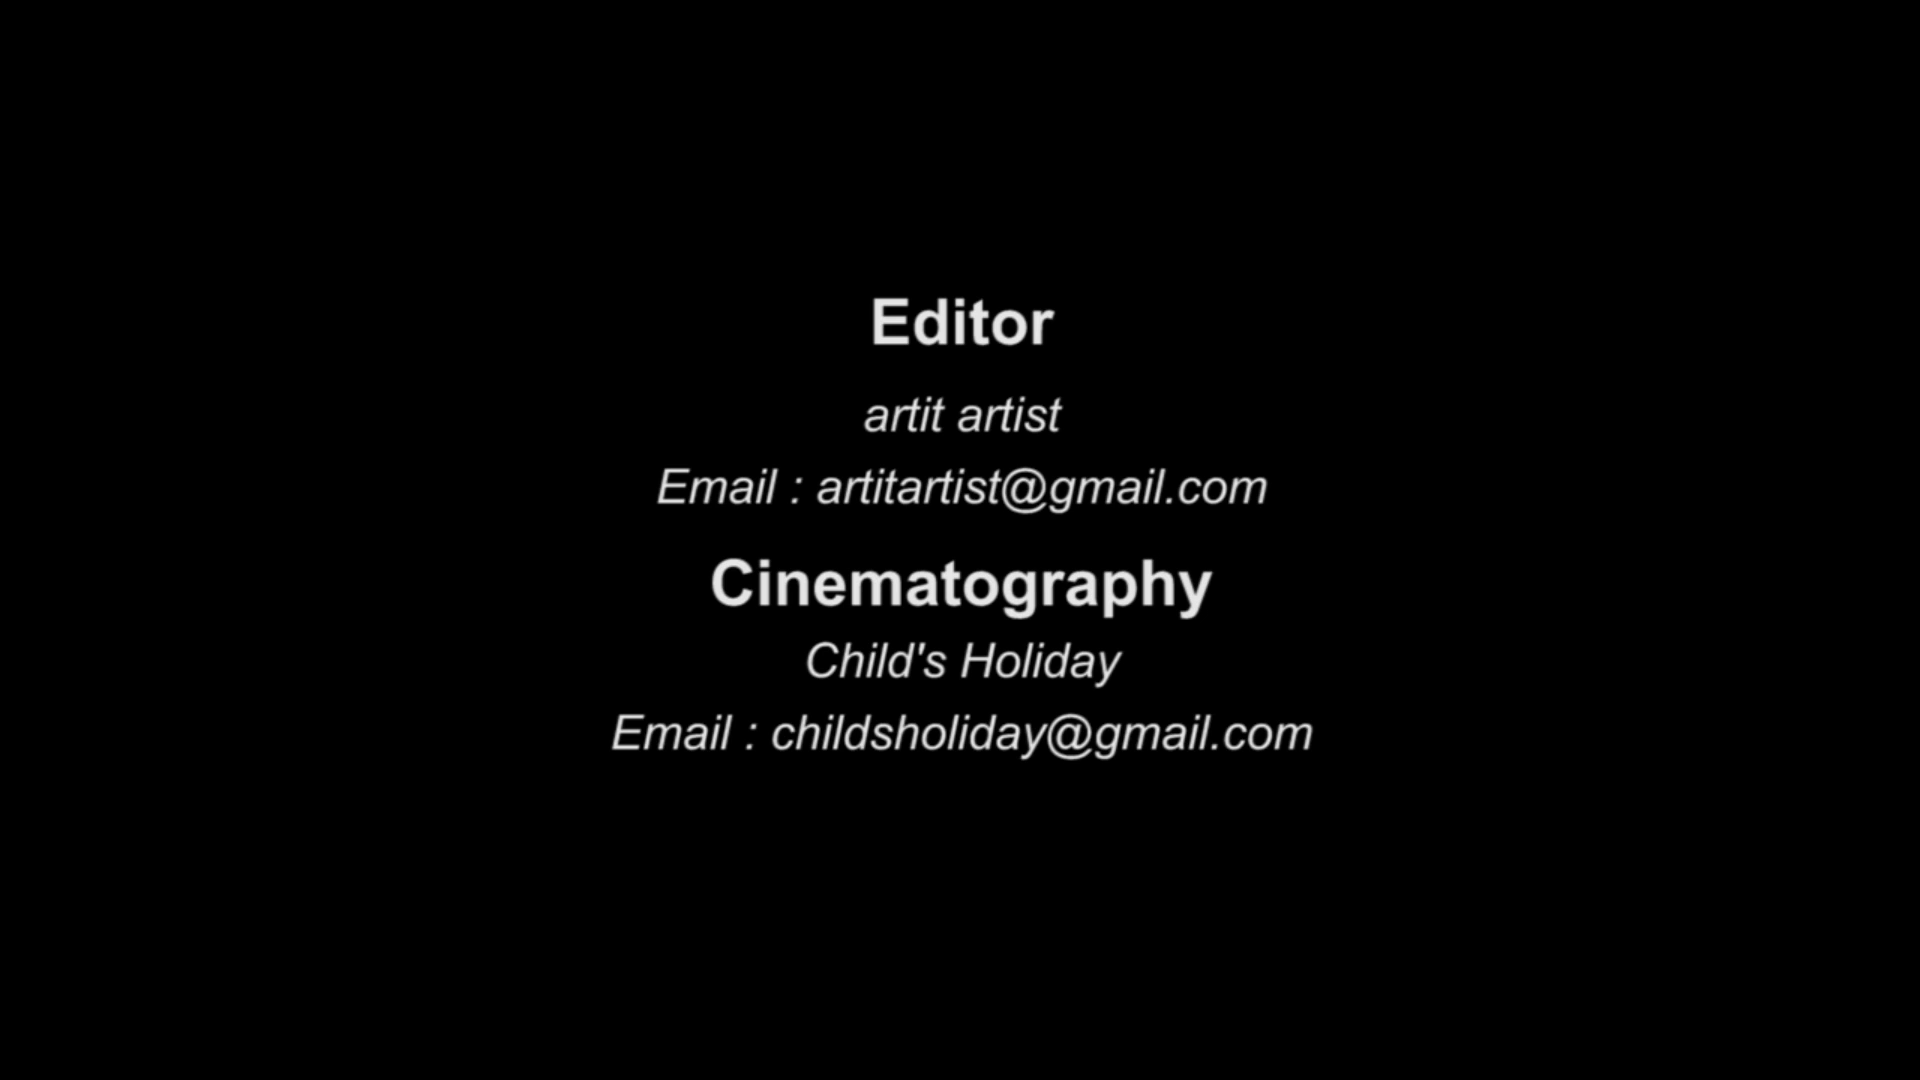 Editor
artit artist
Email : artitartist@gmail.com
Cinematography
Child's Holiday
Email : childsholiday@gmail.com